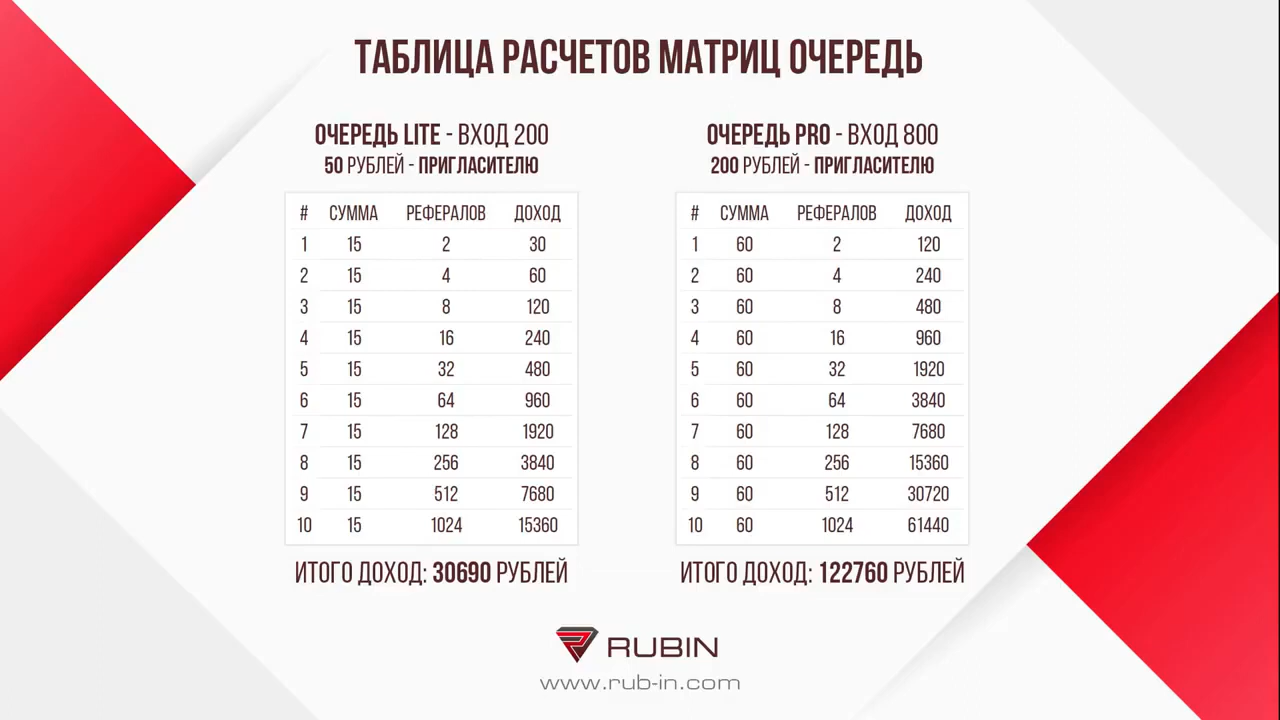 ТАБЛИЦА РАСЧЕТОВ МАТРИЦ ОЧЕРЕДЬ
ОЧЕРЕДЬ LITE - ВХОД 200
50 РУБЛЕЙ - ПРИГЛАСИТЕЛЮ
# СУММА РЕФЕРАЛОВ ДОХОД
1 15 2 30
2 15 4 60
3 15 8 120
4 15 16 240
5 15 32 480
6 15 64 960
7 15 128 1920
8 15 256 3840
9 15 512 7680
10 15 1024 15360
ИТОГО ДОХОД: 30690 РУБЛЕЙ
ОЧЕРЕДЬ PRO - ВХОД 800
200 РУБЛЕЙ - ПРИГЛАСИТЕЛЮ
# СУММА РЕФЕРАЛОВ ДОХОД
1 60 2 120
2 60 4 240
3 60 8 480
4 60 16 960
5 60 32 1920
6 60 64 3840
7 60 128 7680
8 60 256 15360
9 60 512 30720
10 60 1024 61440
ИТОГО ДОХОД: 122760 РУБЛЕЙ
RUBIN
www.rub-in.com